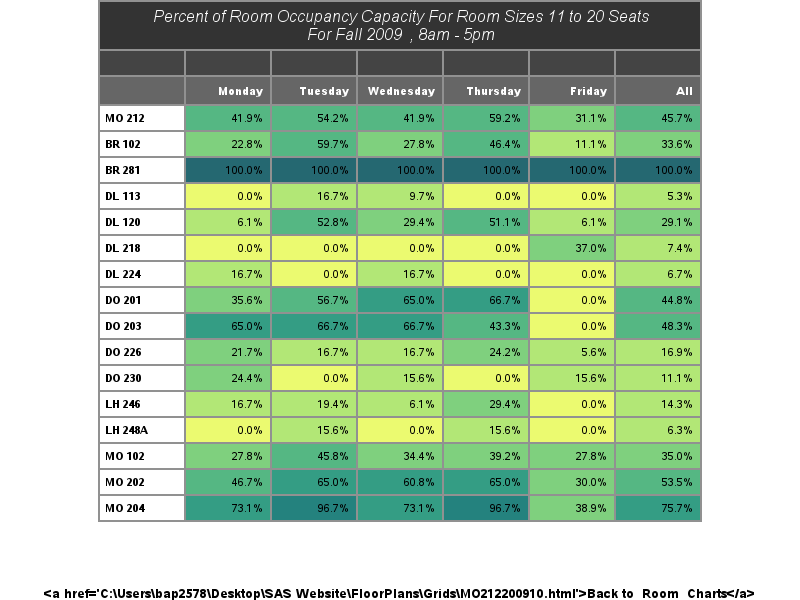 Percent of Room Occupancy Capacity For Room Sizes 11 to 20 Seats
For Fall 2009 , 8am - 5pm
Monday Tuesday Wednesday Thursday Friday All
MO 212 41.9% 54.2% 41.9% 59.2% 31.1% 45.7%
BR 102 22.8% 59.7% 27.8% 46.4% 11.1% 33.6%
BR 281 100.0% 100.0% 100.0% 100.0% 100.0% 100.0%
DL 113 0.0% 16.7% 9.7% 0.0% 0.0% 5.3%
DL 120 6.1% 52.8% 29.4% 51.1% 6.1% 29.1%
DL 218 0.0% 0.0% 0.0% 0.0% 37.0% 7.4%
DL 224 16.7% 0.0% 16.7% 0.0% 0.0% 6.7%
DO 201 35.6% 56.7% 65.0% 66.7% 0.0% 44.8%
DO 203 65.0% 66.7% 66.7% 43.3% 0.0% 48.3%
DO 226 21.7% 16.7% 16.7% 24.2% 5.6% 16.9%
DO 230 24.4% 0.0% 15.6% 0.0% 15.6% 11.1%
LH 246 16.7% 19.4% 6.1% 29.4% 0.0% 14.3%
LH 248A 0.0% 15.6% 0.0% 15.6% 0.0% 6.3%
MO 102 27.8% 45.8% 34.4% 39.2% 27.8% 35.0%
MO 202 46.7% 65.0% 60.8% 65.0% 30.0% 53.5%
MO 204 73.1% 96.7% 73.1% 96.7% 38.9% 75.7%
<a href='C:\Users\bap2578\Desktop\SAS Website\FloorPlans\Grids\MO212200910.html'>Back to Room Charts</a>